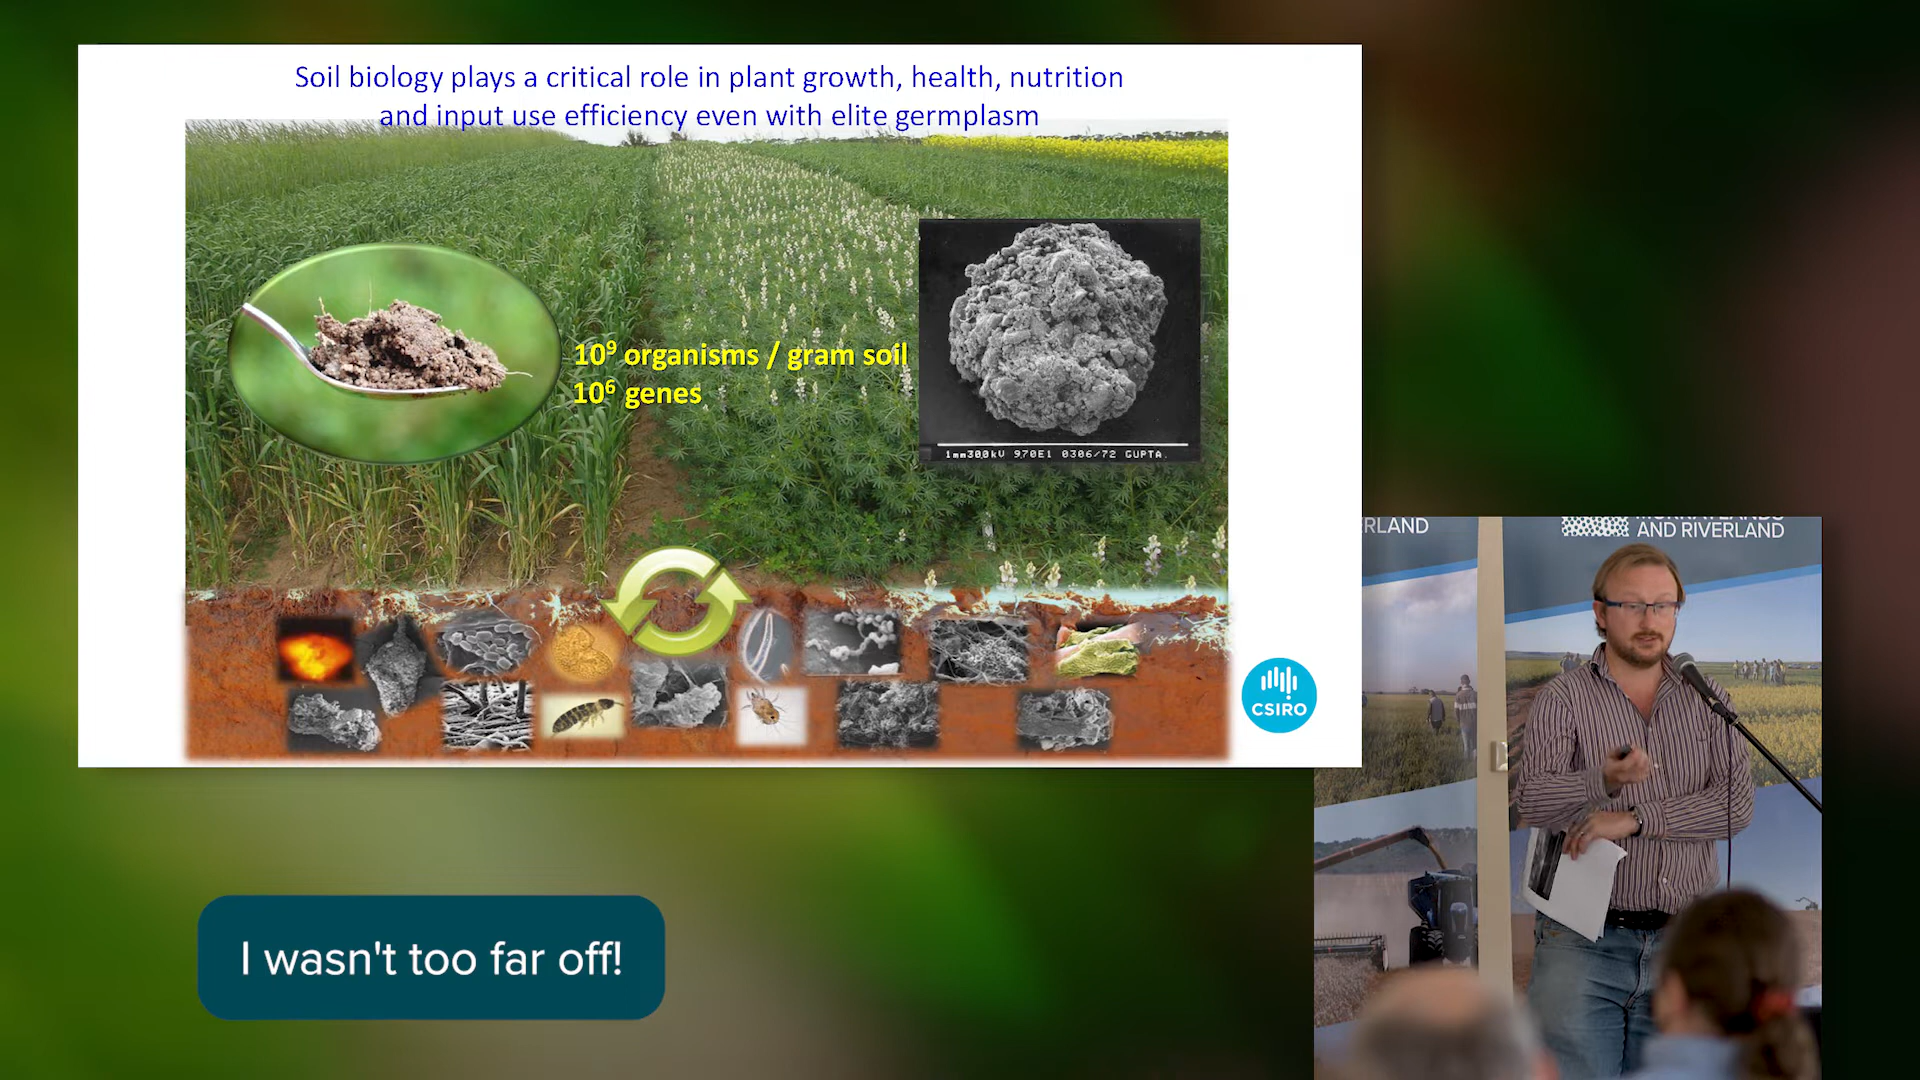 Soil biology plays a critical role in plant growth, health, nutrition
and input use efficiency even with elite germplasm
10⁹ organisms / gram soil
10⁶ genes
1mm300kV 970E1 0306/72 GUPTA
CSIRO
RLAND
MURRAYLANDS
AND RIVERLAND
I wasn't too far off!